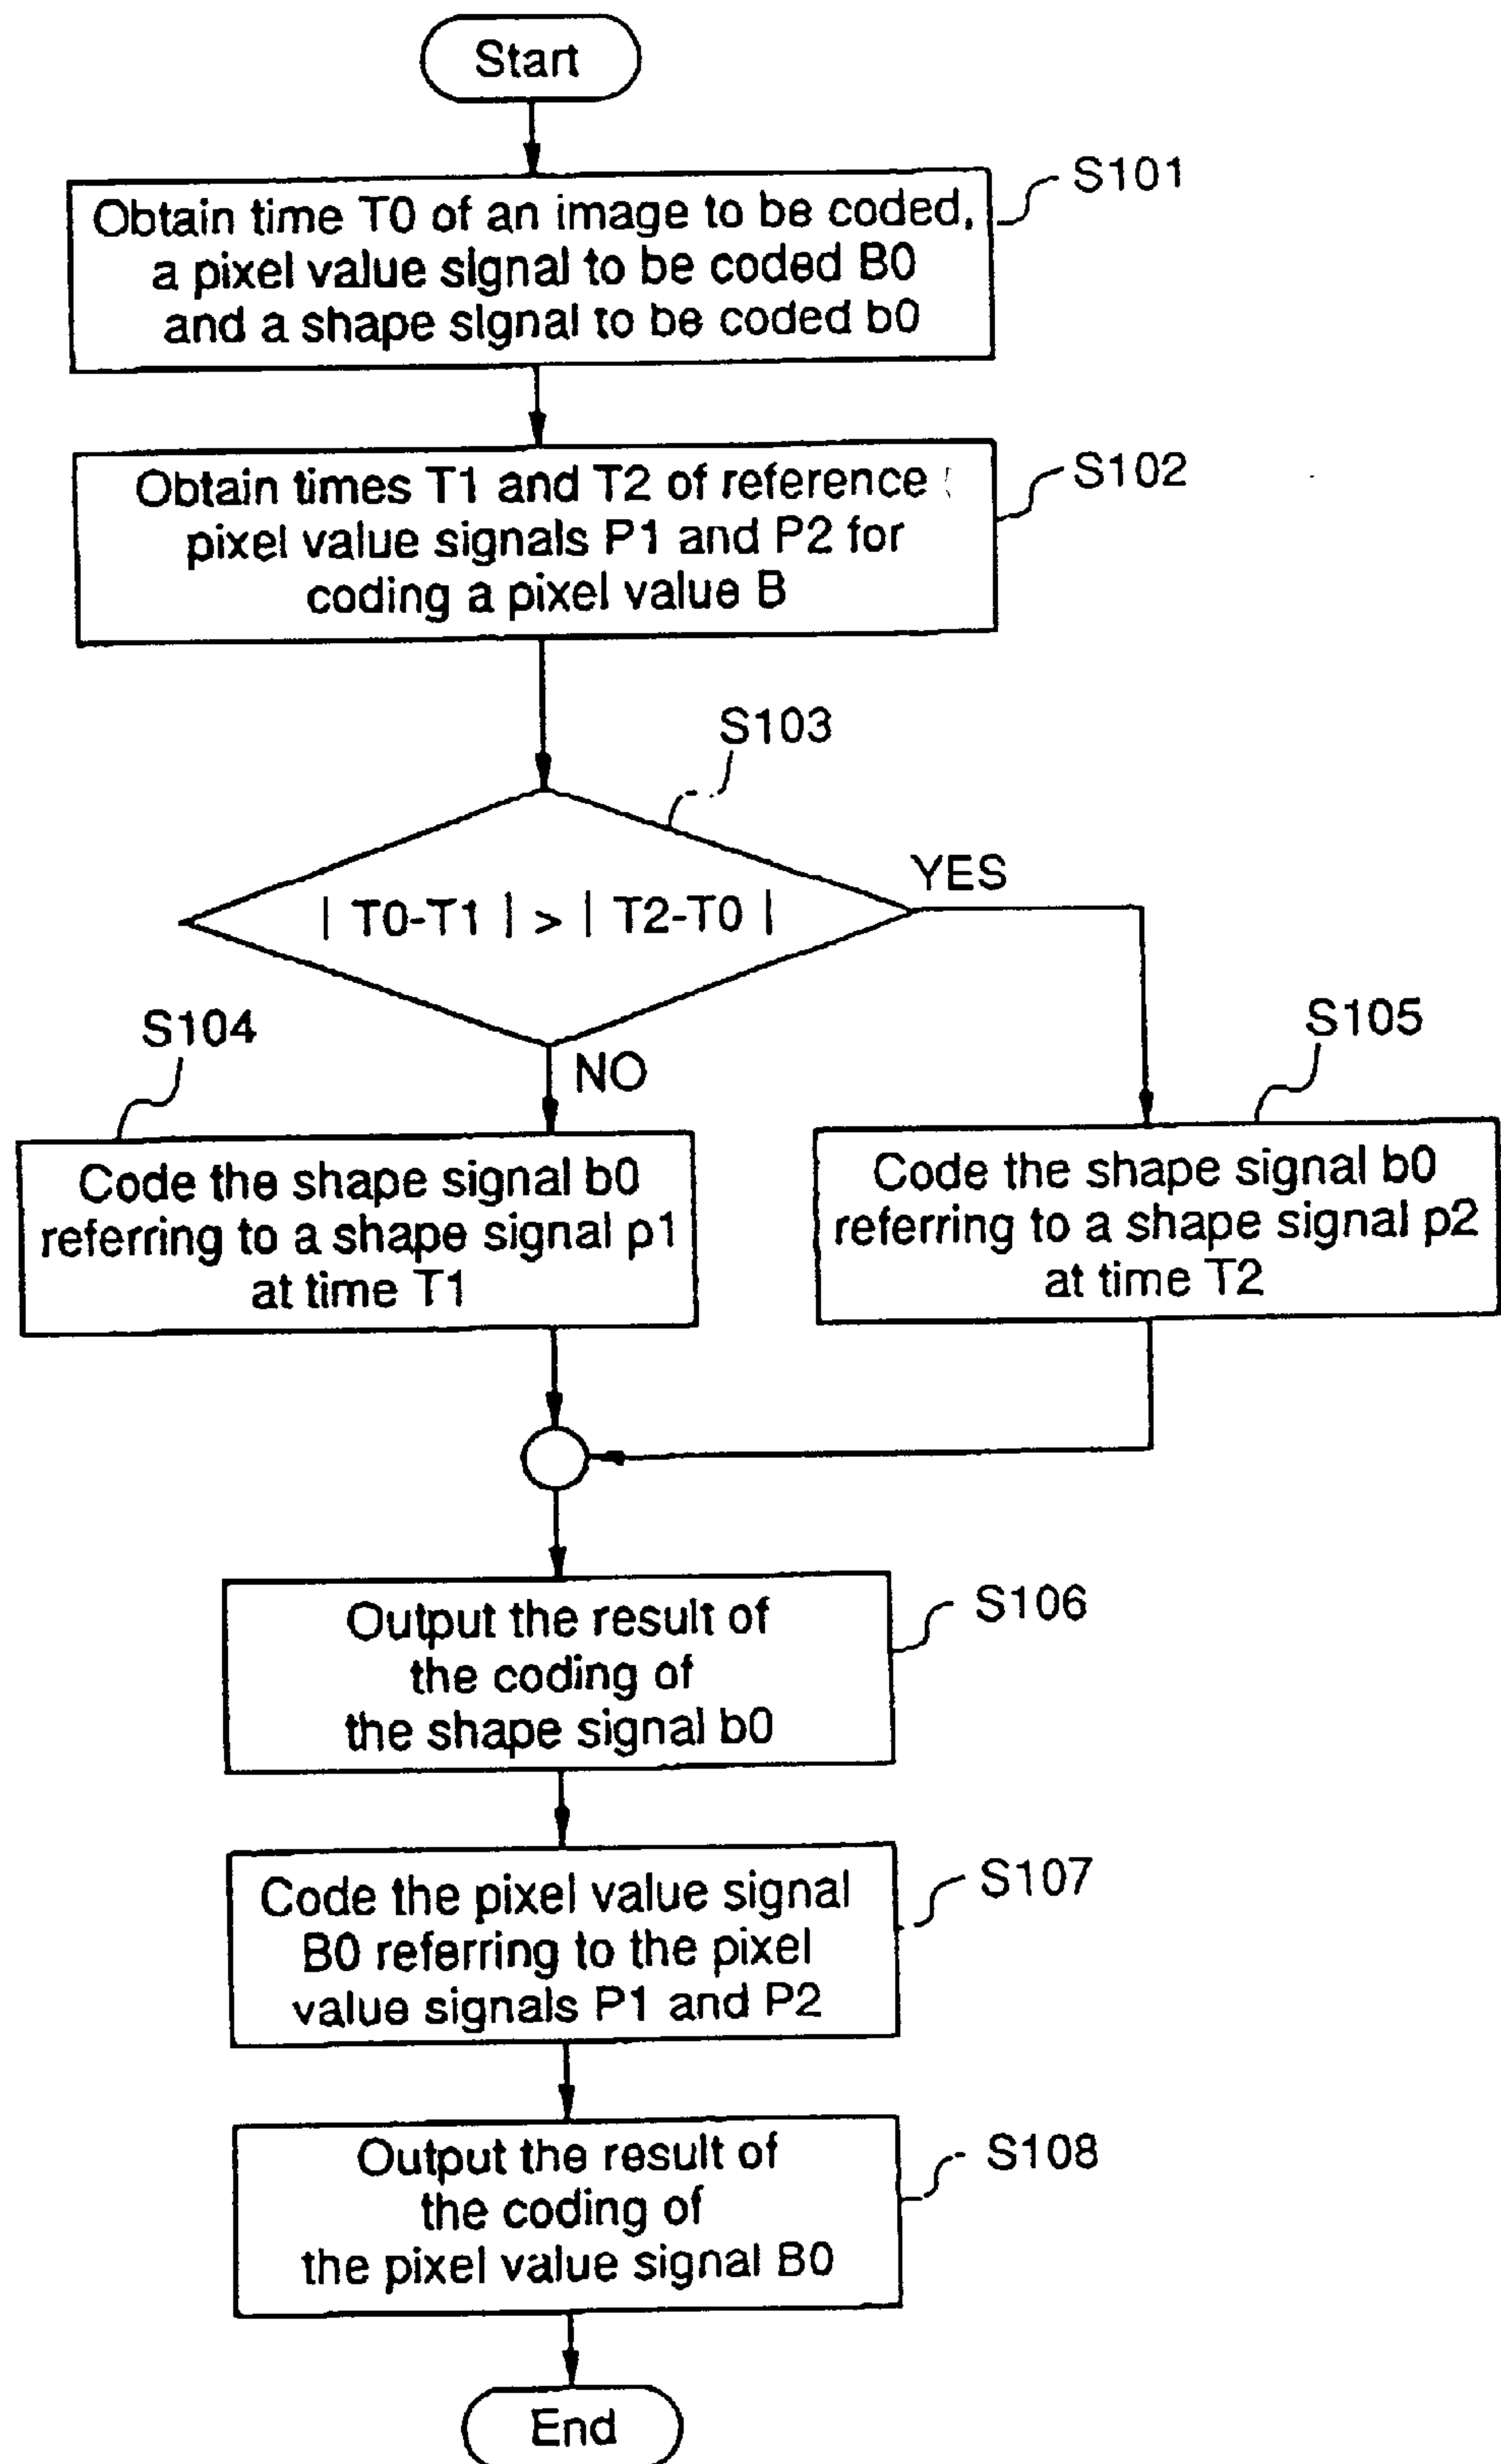 Start
S101
Obtain time T0 of an image to be coded,
a pixel value signal to be coded B0
and a shape signal to be coded b0
S102
Obtain times T1 and T2 of reference
pixel value signals P1 and P2 for
coding a pixel value B
S103
| T0-T1 | > | T2-T0 |
YES
NO
S104
Code the shape signal b0
referring to a shape signal p1
at time T1
S105
Code the shape signal b0
referring to a shape signal p2
at time T2
S106
Output the result of
the coding of
the shape signal b0
S107
Code the pixel value signal
B0 referring to the pixel
value signals P1 and P2
S108
Output the result of
the coding of
the pixel value signal B0
End